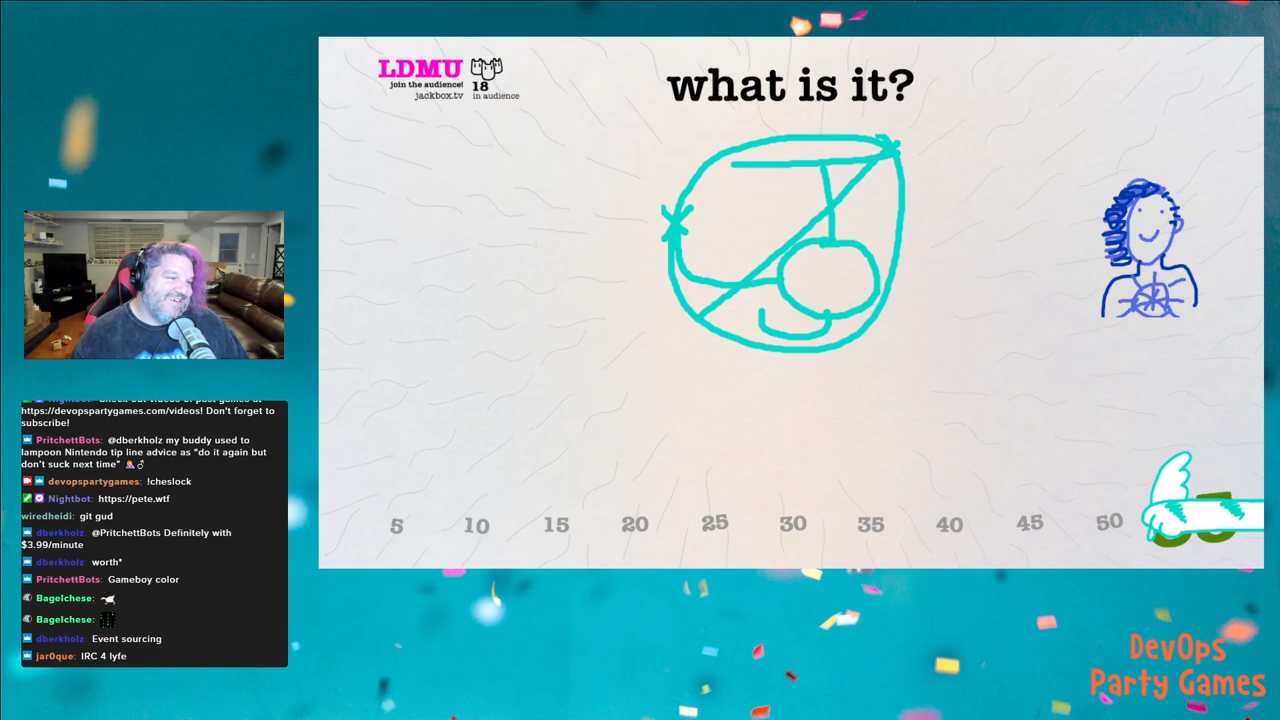 LDMU
join the audience!
jackbox.tv
18
in audience
what is it?
5 10 15 20 25 30 35 40 45 50
https://devopspartygames.com/videos! Don't forget to
subscribe!
PritchettBots: @dberkholz my buddy used to
lampoon Nintendo tip line advice as "do it again but
don't suck next time"
devopspartygames: !cheslock
Nightbot: https://pete.wtf
wiredheidi: git gud
dberkholz: @PritchettBots Definitely with
$3.99/minute
dberkholz: worth*
PritchettBots: Gameboy color
Bagelchese:
Bagelchese:
dberkholz: Event sourcing
jar0que: IRC 4 lyfe
DevOps
Party Games